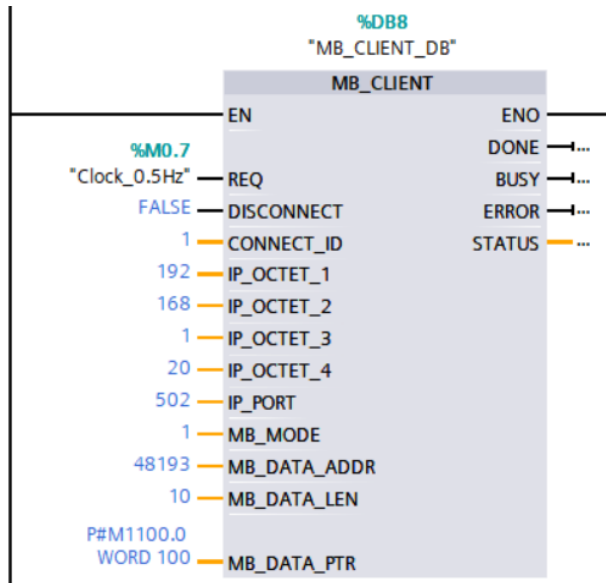 %DB8
"MB_CLIENT_DB"
MB_CLIENT
EN ENO
DONE ...
%M0.7
"Clock_0.5Hz" REQ BUSY ...
FALSE DISCONNECT ERROR ...
1 CONNECT_ID STATUS ...
192 IP_OCTET_1
168 IP_OCTET_2
1 IP_OCTET_3
20 IP_OCTET_4
502 IP_PORT
1 MB_MODE
48193 MB_DATA_ADDR
10 MB_DATA_LEN
P#M1100.0
WORD 100 MB_DATA_PTR